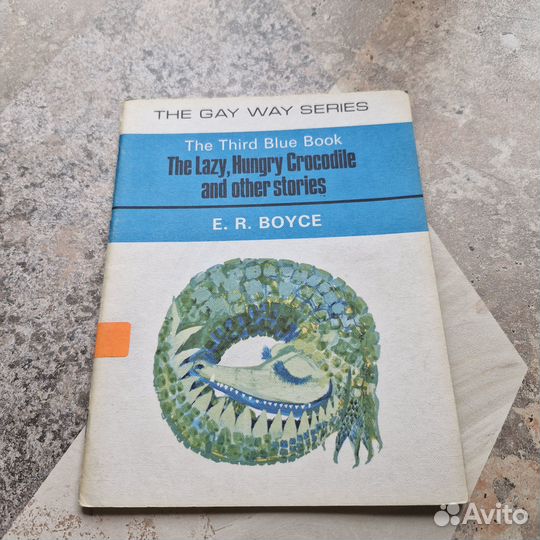 THE GAY WAY SERIES
The Third Blue Book
The Lazy, Hungry Crocodile
and other stories
E. R. BOYCE
Avito